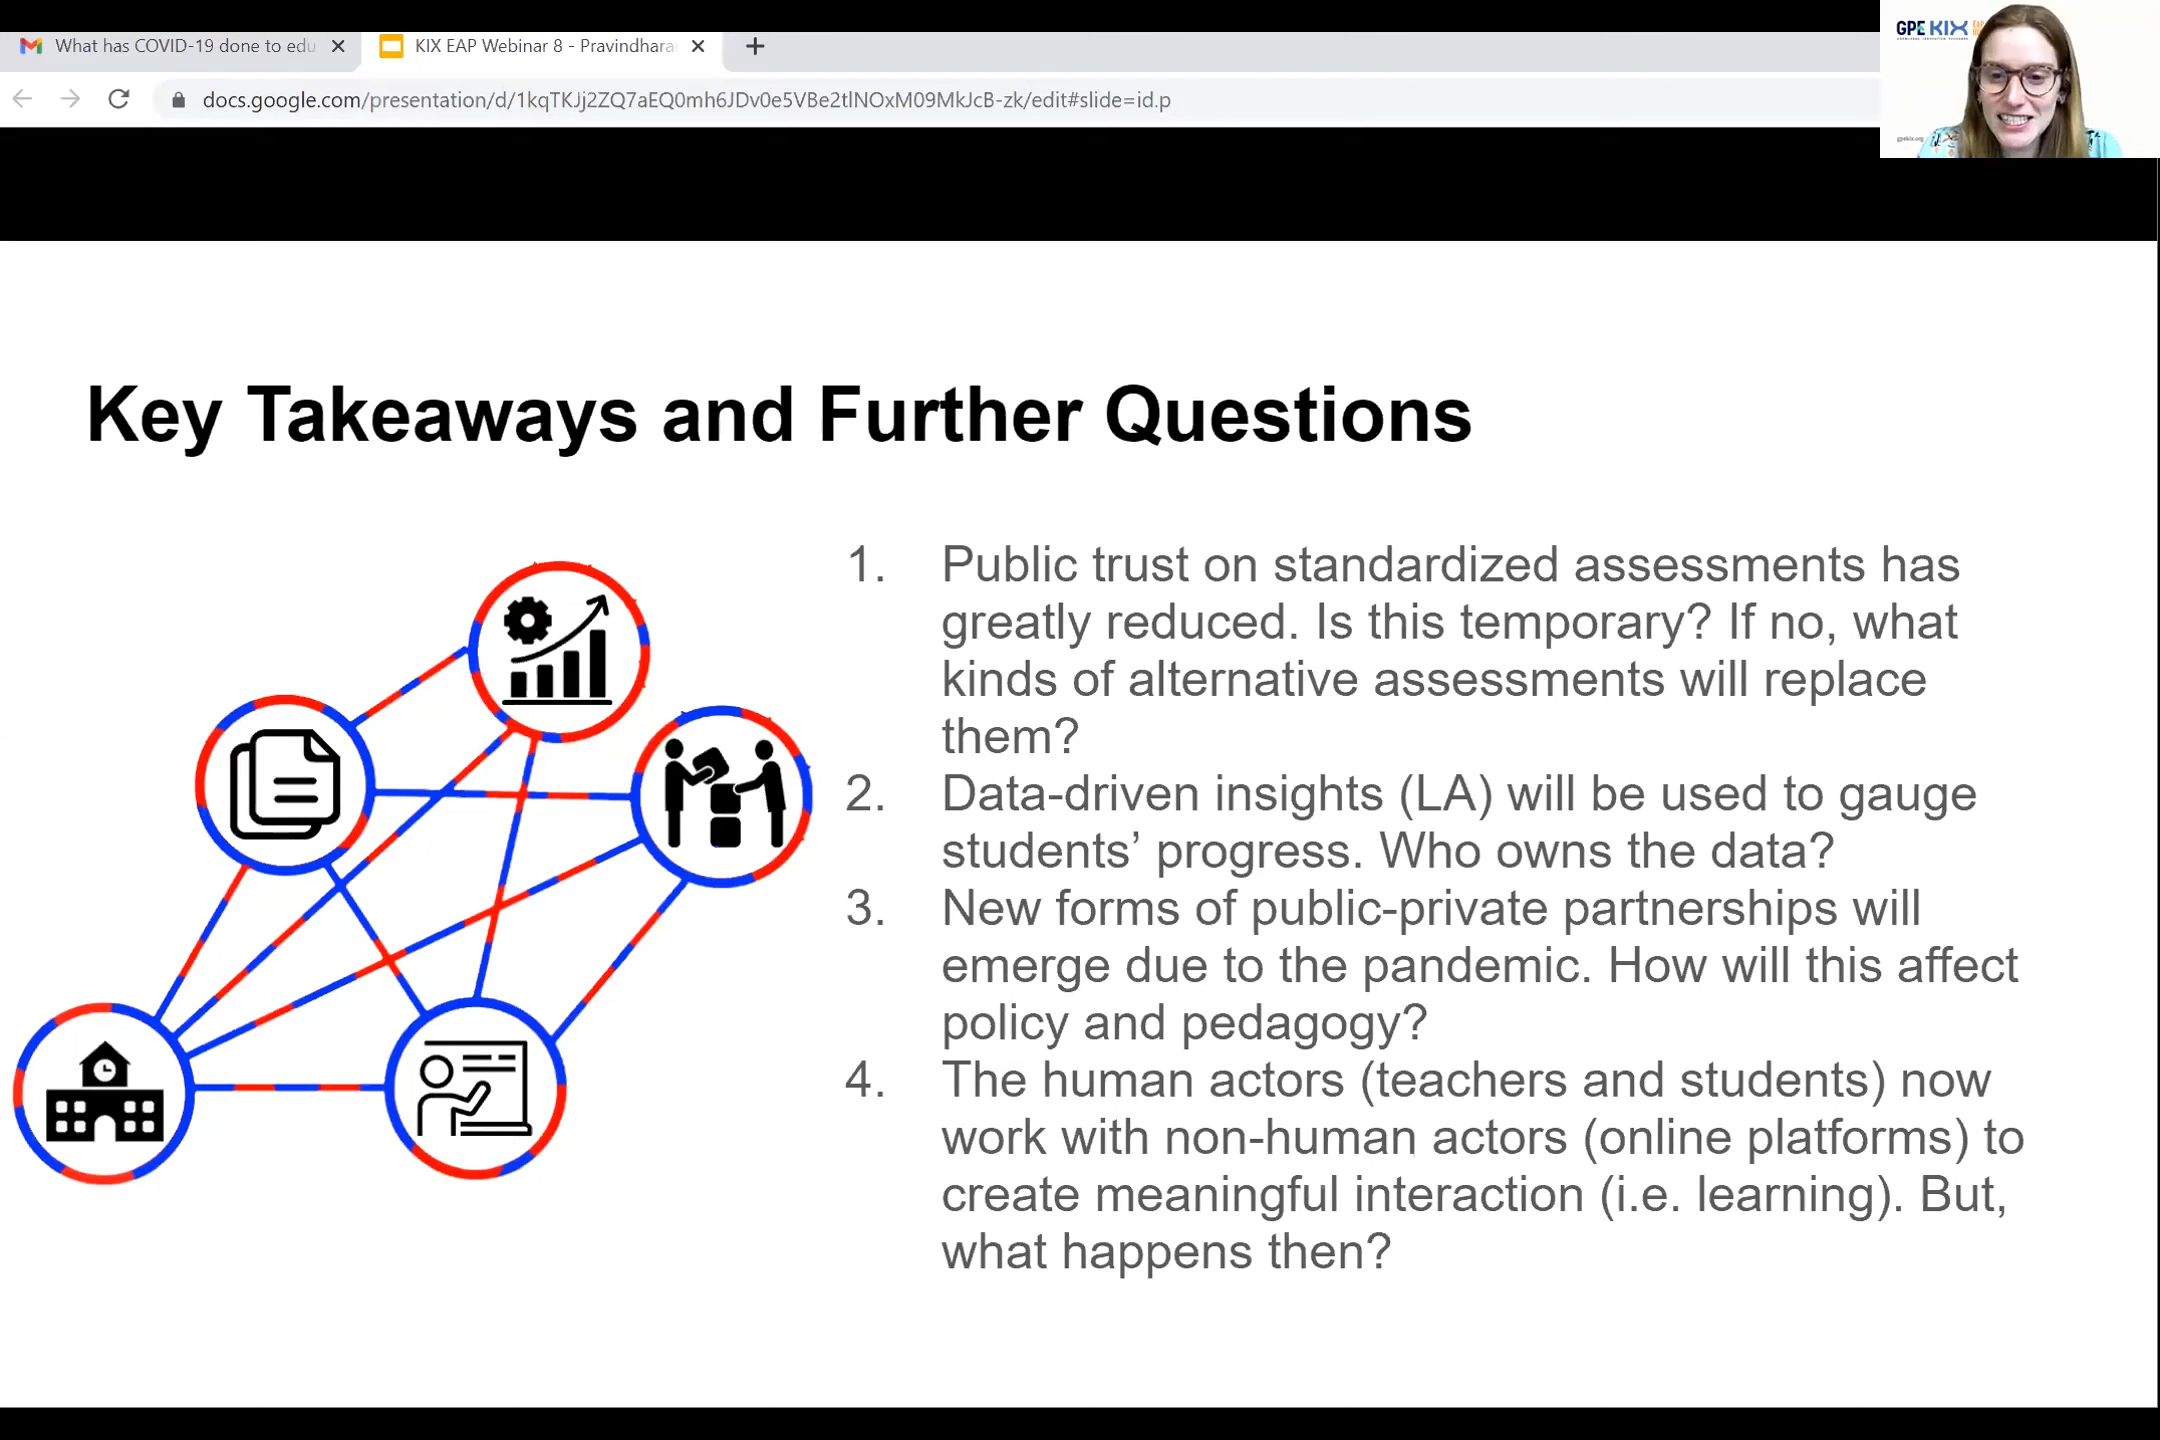 What has COVID-19 done to edu
KIX EAP Webinar 8 - Pravindhara
docs.google.com/presentation/d/1kqTKJj2ZQ7aEQ0mh6JDv0e5VBe2tlNOxM09MkJcB-zk/edit#slide=id.p
GPE KIX
gpekix.org
Key Takeaways and Further Questions
1. Public trust on standardized assessments has
greatly reduced. Is this temporary? If no, what
kinds of alternative assessments will replace
them?
2. Data-driven insights (LA) will be used to gauge
students’ progress. Who owns the data?
3. New forms of public-private partnerships will
emerge due to the pandemic. How will this affect
policy and pedagogy?
4. The human actors (teachers and students) now
work with non-human actors (online platforms) to
create meaningful interaction (i.e. learning). But,
what happens then?